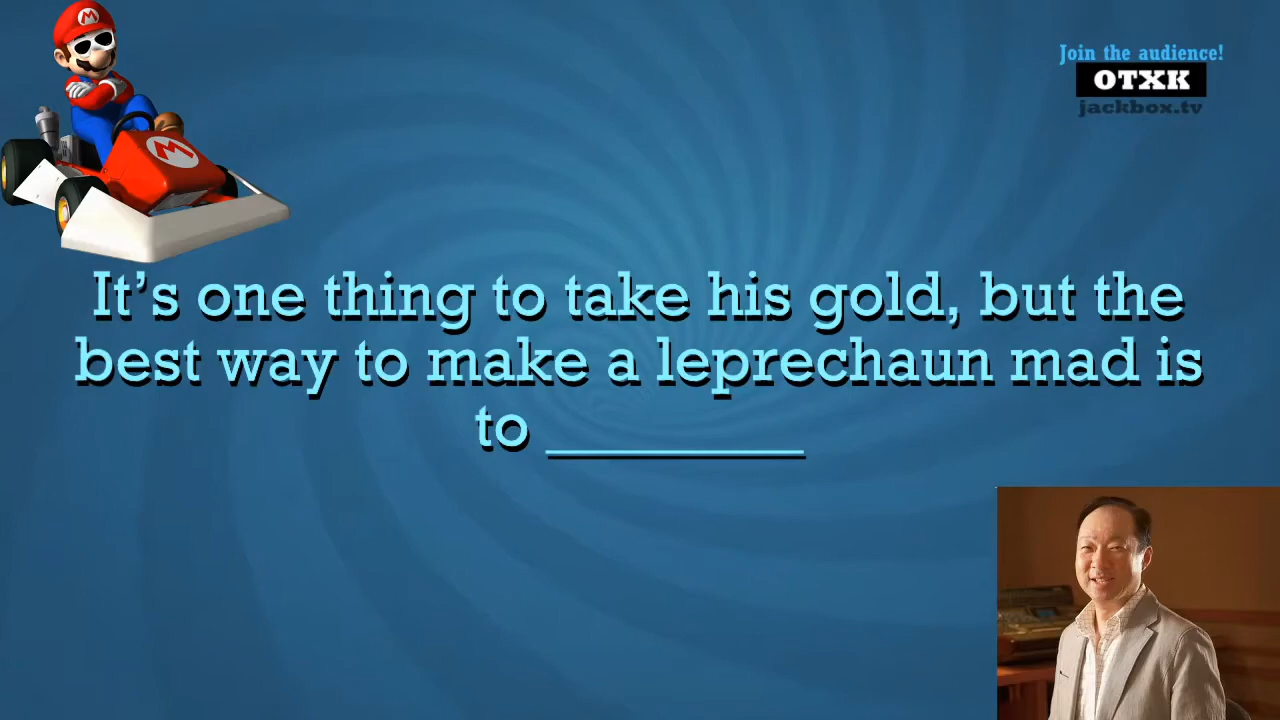 Join the audience!
OTXK
jackbox.tv
It's one thing to take his gold, but the
best way to make a leprechaun mad is
to ________
M
M